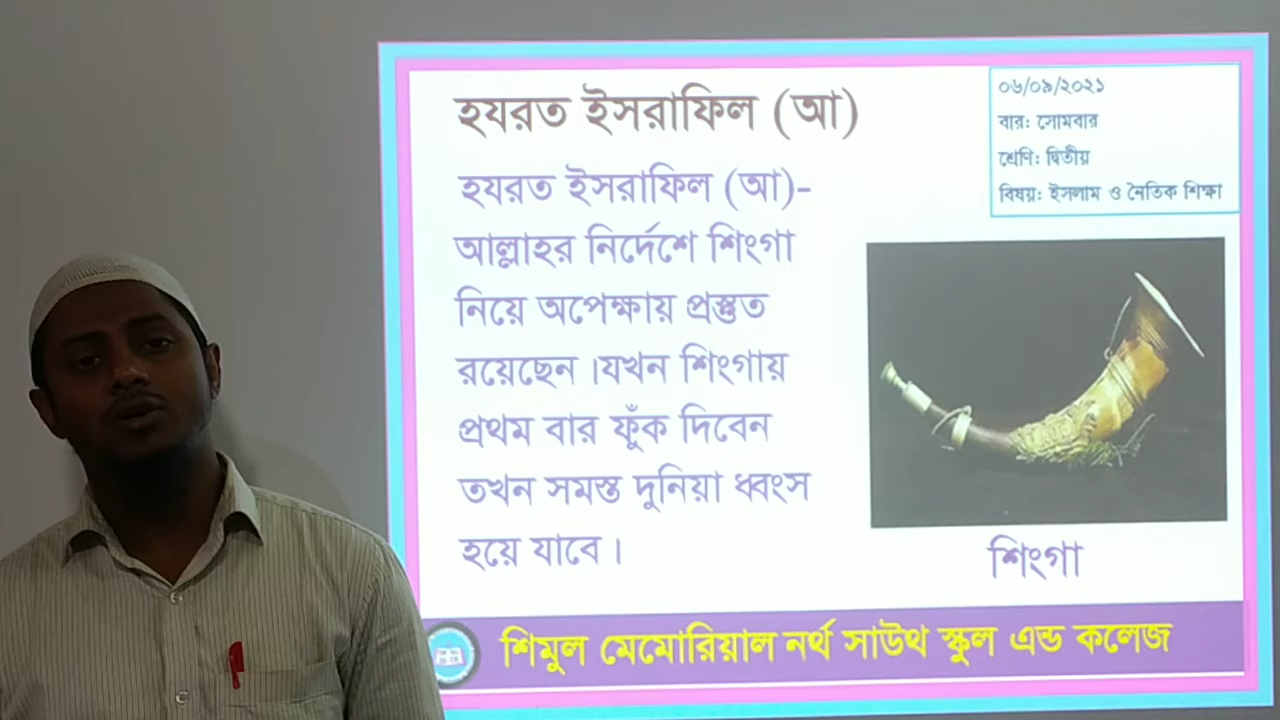 হযরত ইসরাফিল (আ)
০৬/০৯/২০২১
বার: সোমবার
শ্রেণি: দ্বিতীয়
বিষয়: ইসলাম ও নৈতিক শিক্ষা
হযরত ইসরাফিল (আ)-
আল্লাহর নির্দেশে শিংগা
নিয়ে অপেক্ষায় প্রস্তুত
রয়েছেন ।যখন শিংগায়
প্রথম বার ফুঁক দিবেন
তখন সমস্ত দুনিয়া ধ্বংস
হয়ে যাবে ।
শিংগা
শিমুল মেমোরিয়াল নর্থ সাউথ স্কুল এন্ড কলেজ